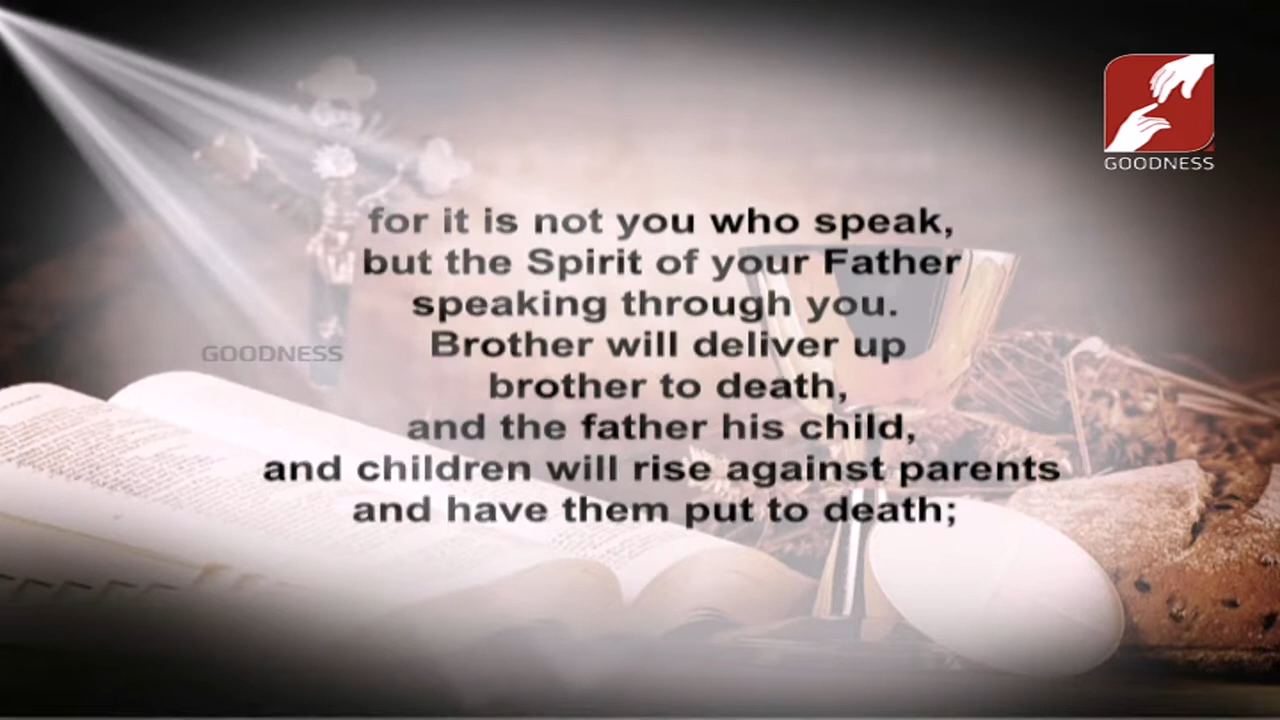 GOODNESS
for it is not you who speak,
but the Spirit of your Father
speaking through you.
Brother will deliver up
GOODNESS
brother to death,
and the father his child,
and children will rise against parents
and have them put to death;